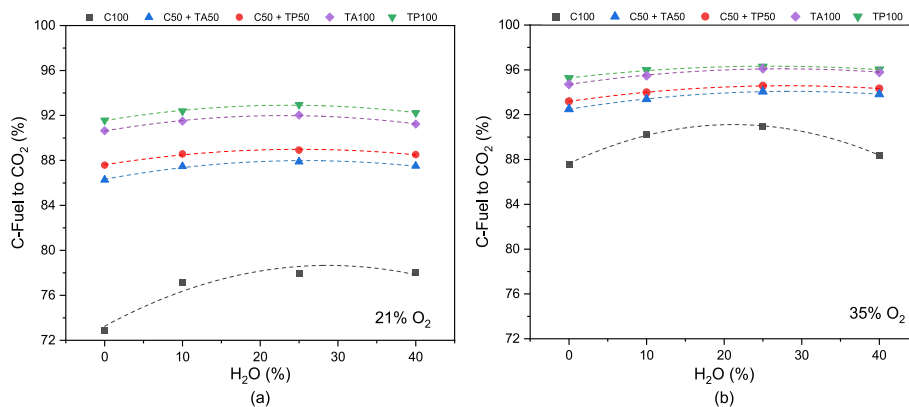 C100 C50 + TA50 C50 + TP50 TA100 TP100
C-Fuel to CO₂ (%)
100
96
92
88
84
80
76
72
0 10 20 30 40
21% O₂
H₂O (%)
(a)
C100 C50 + TA50 C50 + TP50 TA100 TP100
C-Fuel to CO₂ (%)
100
96
92
88
84
80
76
72
0 10 20 30 40
35% O₂
H₂O (%)
(b)